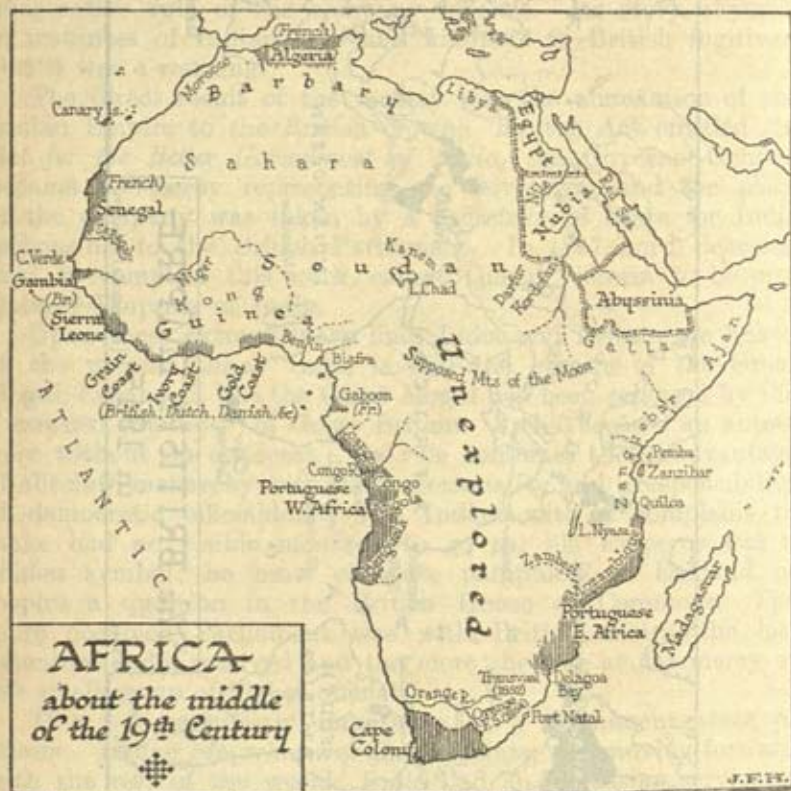 (French)
Algeria
Morocco
Barbary
Libya
Egypt
Canary Is.
Sahara
Nile
Nubia
Red Sea
(French)
Senegal
Senegal
C. Verde
Gambia
(Br)
Niger
Soudan
Kanem
L. Chad
Darfur
Kordofan
Abyssinia
Galla
Ajan
Sierra
Leone
Kong
Guinea
Benin
Biafra
Grain
Coast
Ivory
Coast
Gold
Coast
(British, Dutch, Danish, &c)
Gaboon
(Fr.)
Supposed Mts of the Moon
Unexplored
ATLANTIC
Congo R.
Congo
Portuguese
W. Africa
Zanzibar
Pemba
Zanzibar
Quiloa
L. Nyasa
Zambezi
Mozambique
Portuguese
E. Africa
Madagascar
Transvaal
(1852)
Delagoa
Bay
Orange R.
Port Natal
Cape
Colony
AFRICA
about the middle
of the 19th Century
J.F.H.